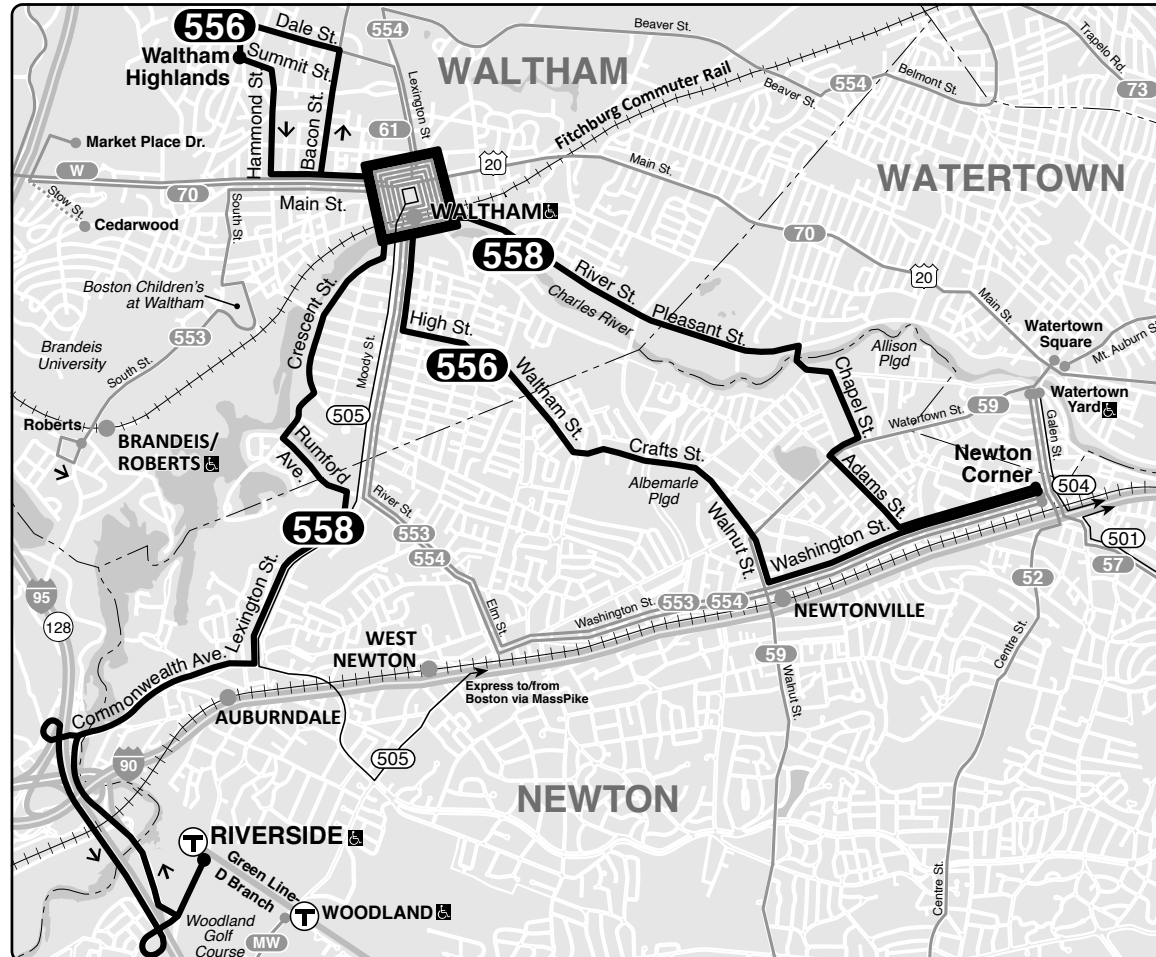 556
Dale St.
554
Beaver St.
Trapelo Rd.
Waltham
Highlands
Summit St.
WALTHAM
Fitchburg Commuter Rail
Belmont St.
Lexington St
Beaver St.
554
73
Hammond St.
Bacon St.
61
Market Place Dr.
20
Main St.
W
70
WATERTOWN
Stow St.
South St.
Main St.
WALTHAM
Cedarwood
70
558
River St.
20
Boston Children's
at Waltham
Crescent St.
Charles River
Pleasant St.
Main St.
Watertown
Square
553
High St.
Mt. Auburn St.
Brandeis
University
Moody St.
Allison
Plgd
South St.
556
Waltham St.
Chapel St.
Watertown
Yard
505
59
Watertown St.
Roberts
Galen St.
BRANDEIS/
ROBERTS
Rumford
Ave.
Crafts St.
Newton
Corner
Albemarle
Plgd
Adams St.
504
River St.
558
553
Walnut St.
501
554
Washington St.
57
52
Lexington St.
95
Elm St.
Washington St.
553
554
NEWTONVILLE
128
WEST
NEWTON
Centre St.
59
Commonwealth Ave.
Express to/from
Boston via MassPike
Walnut St.
AUBURNDALE
90
505
NEWTON
RIVERSIDE
T
Green Line-
D Branch
Centre St.
T
WOODLAND
Woodland
Golf
Course
MW